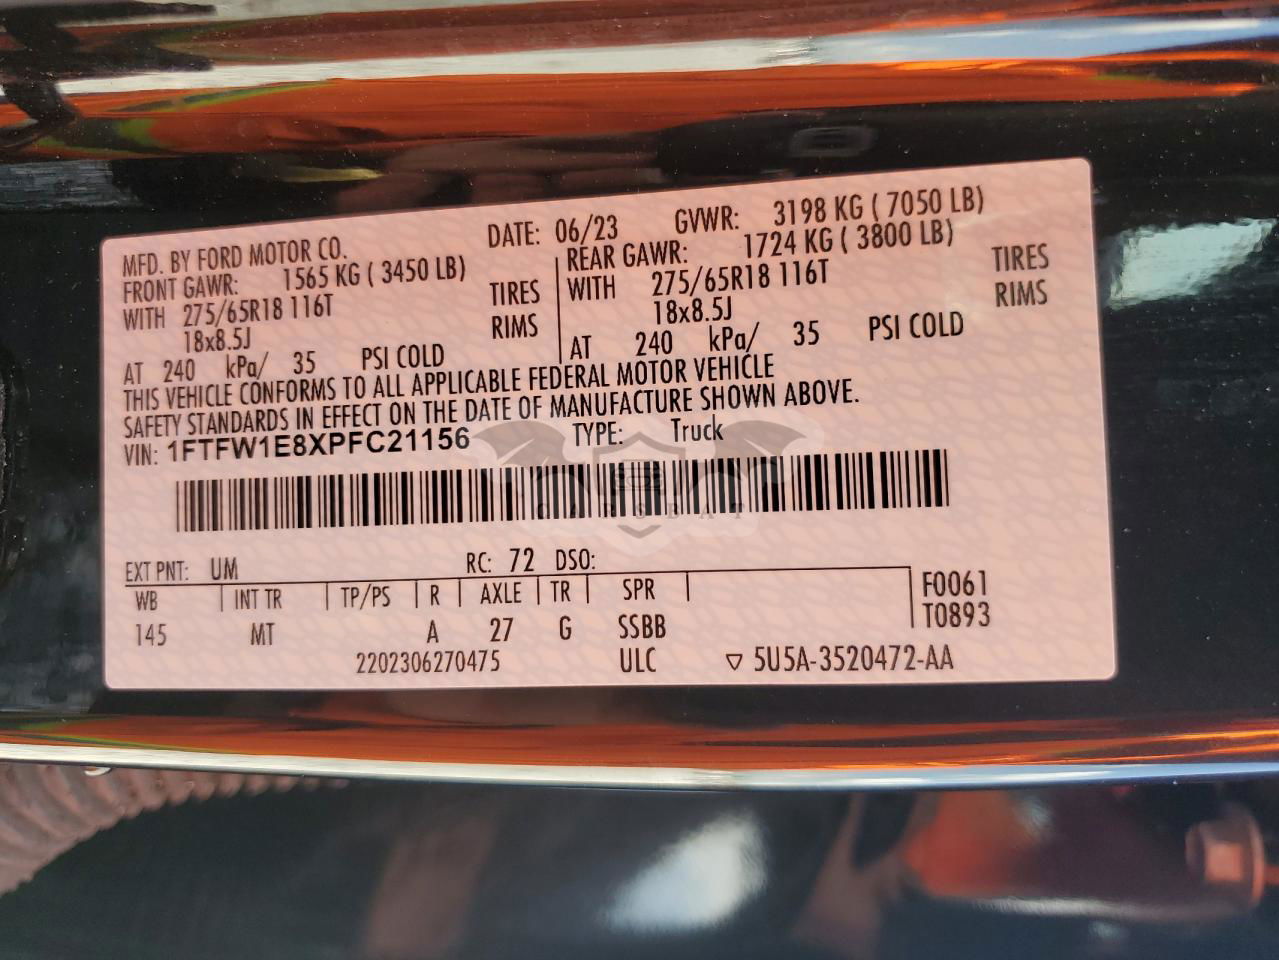 MFD. BY FORD MOTOR CO. DATE: 06/23 GVWR: 3198 KG ( 7050 LB)
FRONT GAWR: 1565 KG ( 3450 LB) REAR GAWR: 1724 KG ( 3800 LB)
WITH 275/65R18 116T TIRES WITH 275/65R18 116T TIRES
18x8.5J RIMS 18x8.5J RIMS
AT 240 kPa/ 35 PSI COLD AT 240 kPa/ 35 PSI COLD
THIS VEHICLE CONFORMS TO ALL APPLICABLE FEDERAL MOTOR VEHICLE
SAFETY STANDARDS IN EFFECT ON THE DATE OF MANUFACTURE SHOWN ABOVE.
VIN: 1FTFW1E8XPFC21156 TYPE: Truck
CARSBAT
EXT PNT: UM RC: 72 DSO:
WB INT TR TP/PS R AXLE TR SPR F0061
145 MT A 27 G SSBB T0893
2202306270475 ULC ▽ 5U5A-3520472-AA